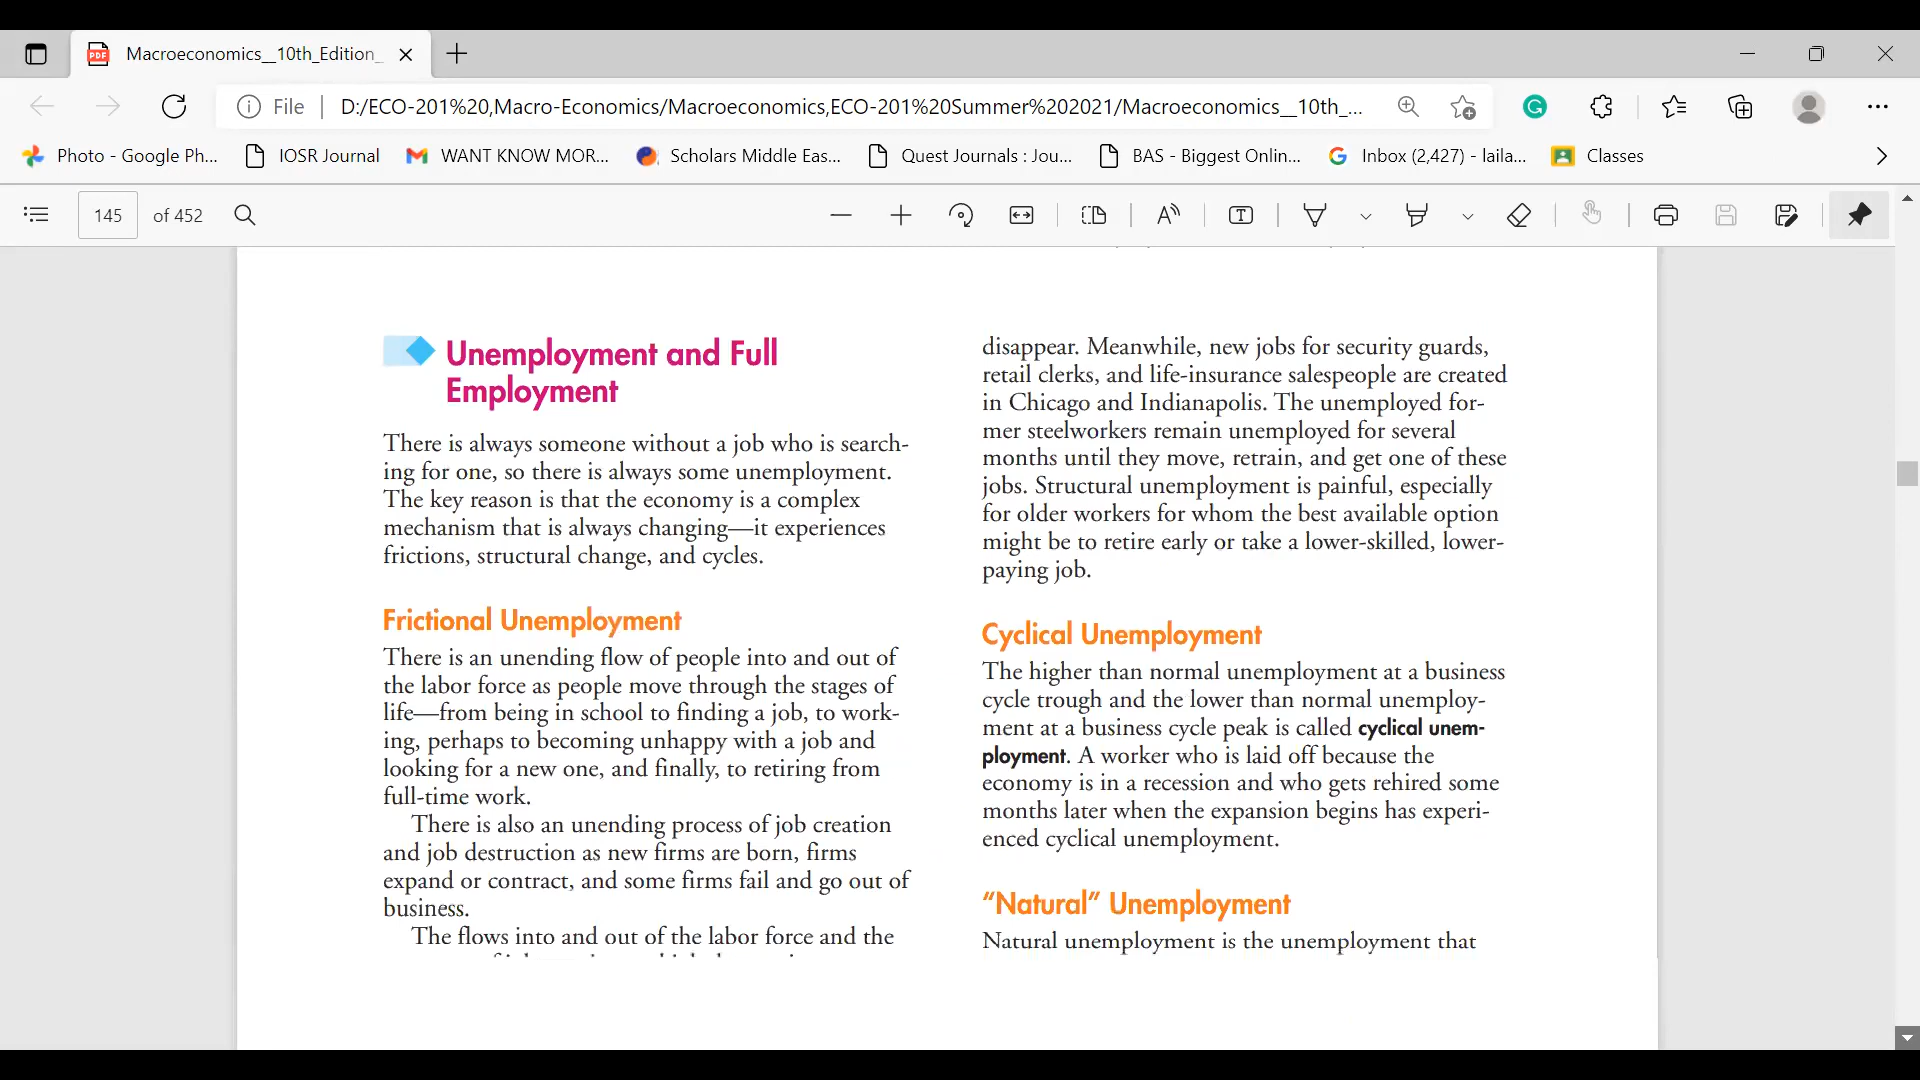 Macroeconomics__10th_Edition_
File
D:/ECO-201%20,Macro-Economics/Macroeconomics,ECO-201%20Summer%202021/Macroeconomics__10th_...
Photo - Google Ph...
IOSR Journal
WANT KNOW MOR...
Scholars Middle Eas...
Quest Journals : Jou...
BAS - Biggest Onlin...
Inbox (2,427) - laila...
Classes
145 of 452
Unemployment and Full
Employment
There is always someone without a job who is search-
ing for one, so there is always some unemployment.
The key reason is that the economy is a complex
mechanism that is always changing—it experiences
frictions, structural change, and cycles.
Frictional Unemployment
There is an unending flow of people into and out of
the labor force as people move through the stages of
life—from being in school to finding a job, to work-
ing, perhaps to becoming unhappy with a job and
looking for a new one, and finally, to retiring from
full-time work.
There is also an unending process of job creation
and job destruction as new firms are born, firms
expand or contract, and some firms fail and go out of
business.
The flows into and out of the labor force and the
disappear. Meanwhile, new jobs for security guards,
retail clerks, and life-insurance salespeople are created
in Chicago and Indianapolis. The unemployed for-
mer steelworkers remain unemployed for several
months until they move, retrain, and get one of these
jobs. Structural unemployment is painful, especially
for older workers for whom the best available option
might be to retire early or take a lower-skilled, lower-
paying job.
Cyclical Unemployment
The higher than normal unemployment at a business
cycle trough and the lower than normal unemploy-
ment at a business cycle peak is called cyclical unem-
ployment. A worker who is laid off because the
economy is in a recession and who gets rehired some
months later when the expansion begins has experi-
enced cyclical unemployment.
“Natural” Unemployment
Natural unemployment is the unemployment that